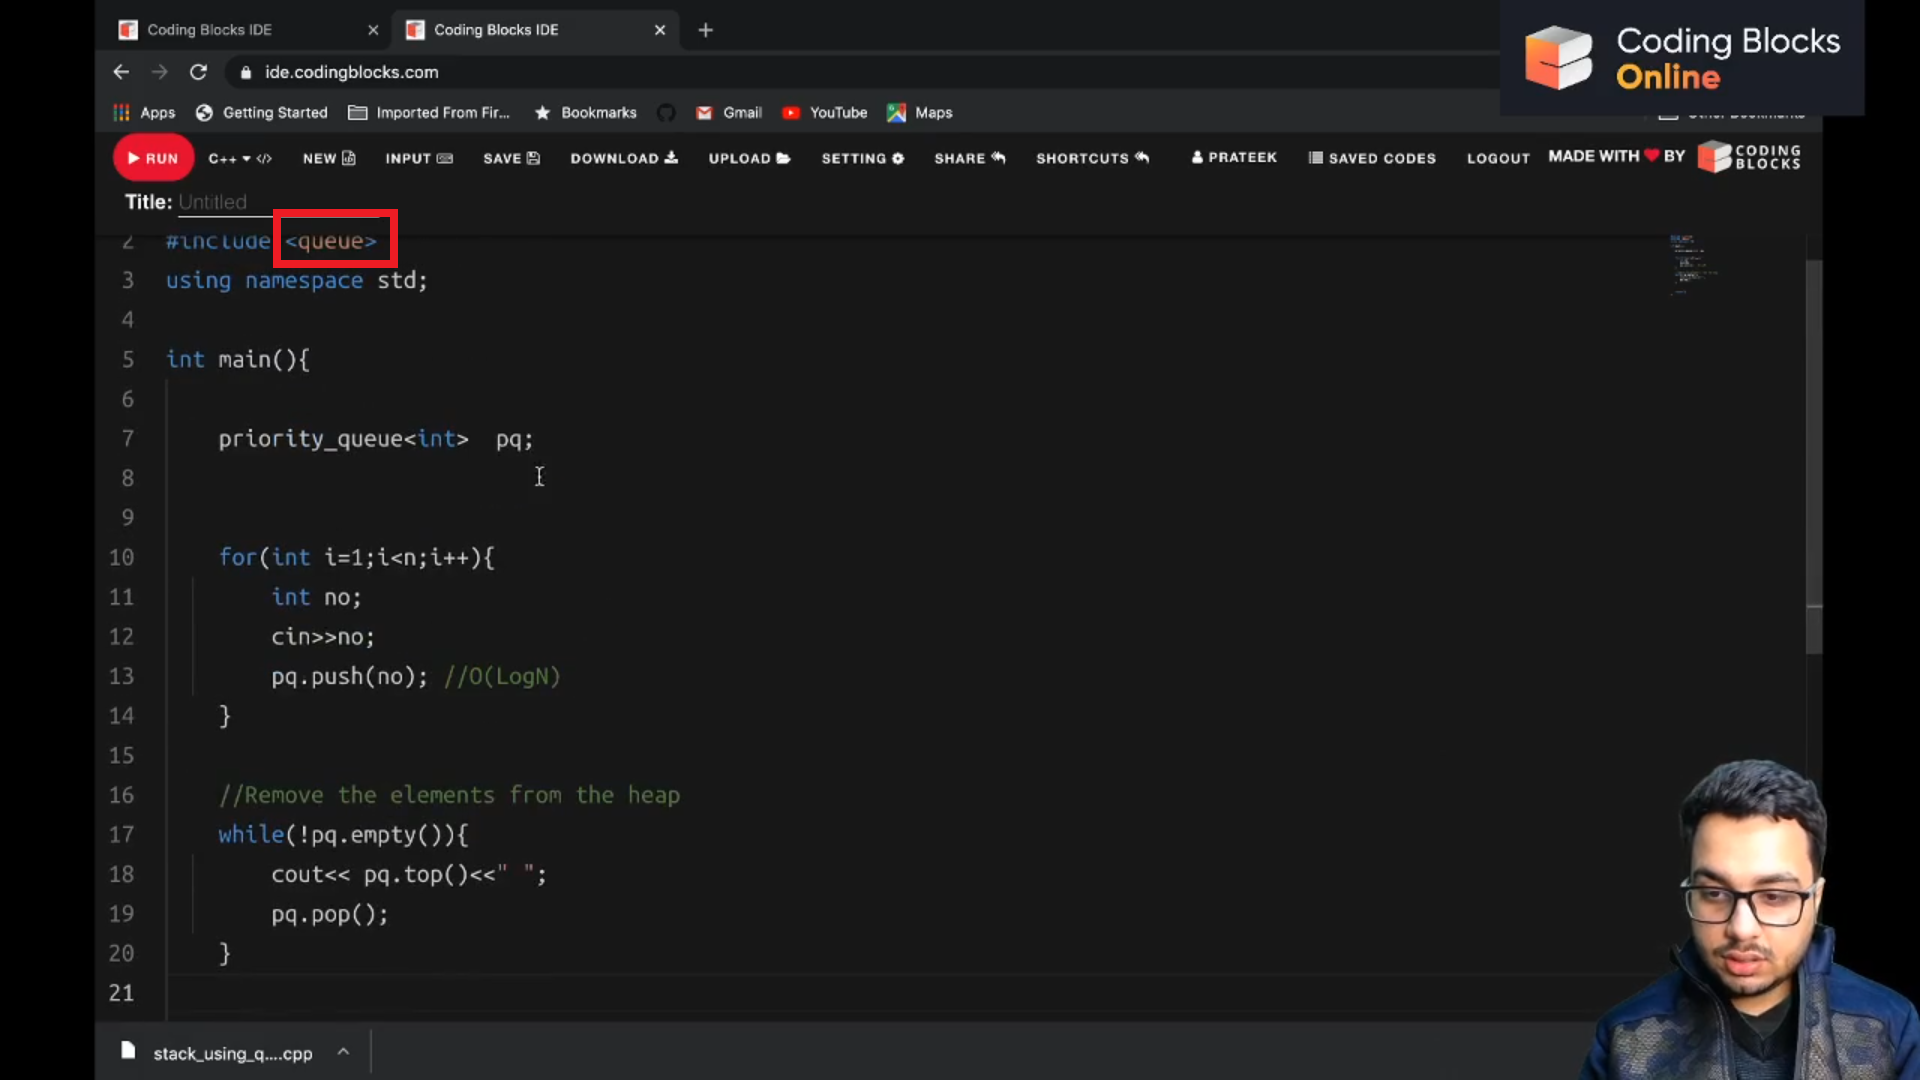 Coding Blocks IDE
Coding Blocks IDE
Coding Blocks
Online
ide.codingblocks.com
Apps Getting Started Imported From Fir... Bookmarks Gmail YouTube Maps
RUN C++ </> NEW INPUT SAVE DOWNLOAD UPLOAD SETTING SHARE SHORTCUTS PRATEEK SAVED CODES LOGOUT MADE WITH BY CODING BLOCKS
Title: Untitled
2 #include <queue>
3 using namespace std;
4
5 int main(){
6
7 priority_queue<int> pq;
8
9
10 for(int i=1;i<n;i++){
11 int no;
12 cin>>no;
13 pq.push(no); //O(LogN)
14 }
15
16 //Remove the elements from the heap
17 while(!pq.empty()){
18 cout<< pq.top()<<" ";
19 pq.pop();
20 }
21
stack_using_q....cpp